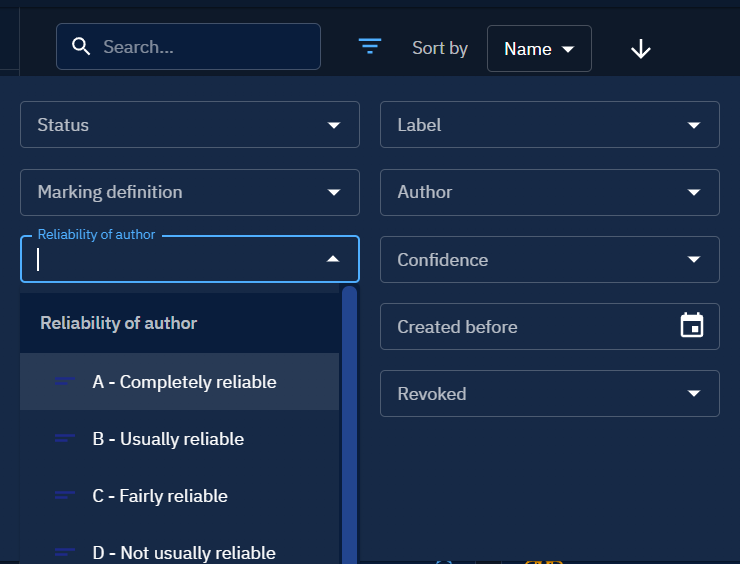 Search...
Sort by
Name
Status
Label
Marking definition
Author
Reliability of author
Confidence
Reliability of author
Created before
A - Completely reliable
Revoked
B - Usually reliable
C - Fairly reliable
D - Not usually reliable